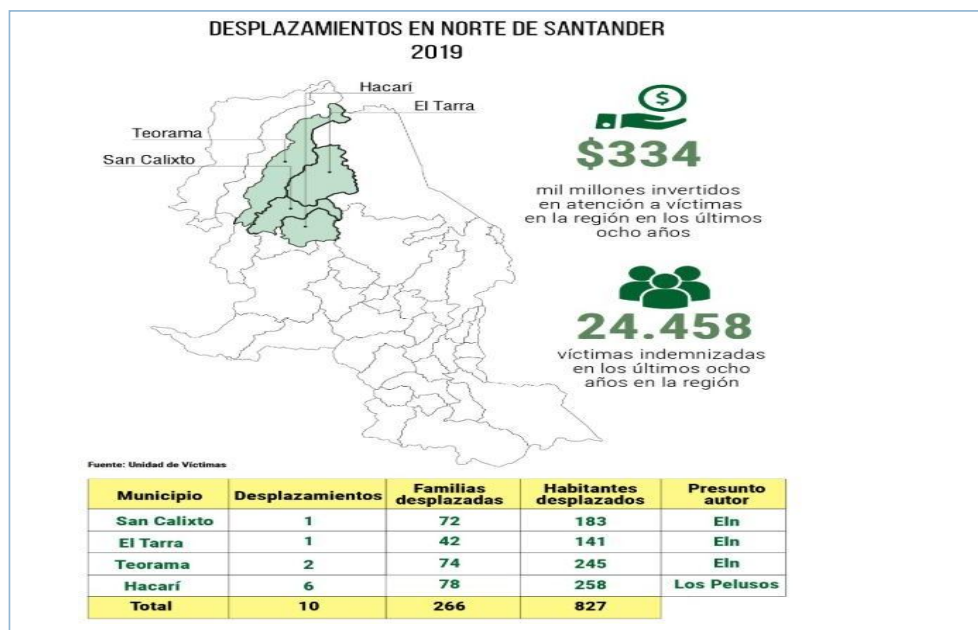 DESPLAZAMIENTOS EN NORTE DE SANTANDER
2019
Hacarí
El Tarra
Teorama
San Calixto
$
$334
mil millones invertidos
en atención a víctimas
en la región en los últimos
ocho años
24.458
víctimas indemnizadas
en los últimos ocho
años en la región
Fuente: Unidad de Víctimas
Municipio Desplazamientos Familias desplazadas Habitantes desplazados Presunto autor
San Calixto 1 72 183 Eln
El Tarra 1 42 141 Eln
Teorama 2 74 245 Eln
Hacarí 6 78 258 Los Pelusos
Total 10 266 827